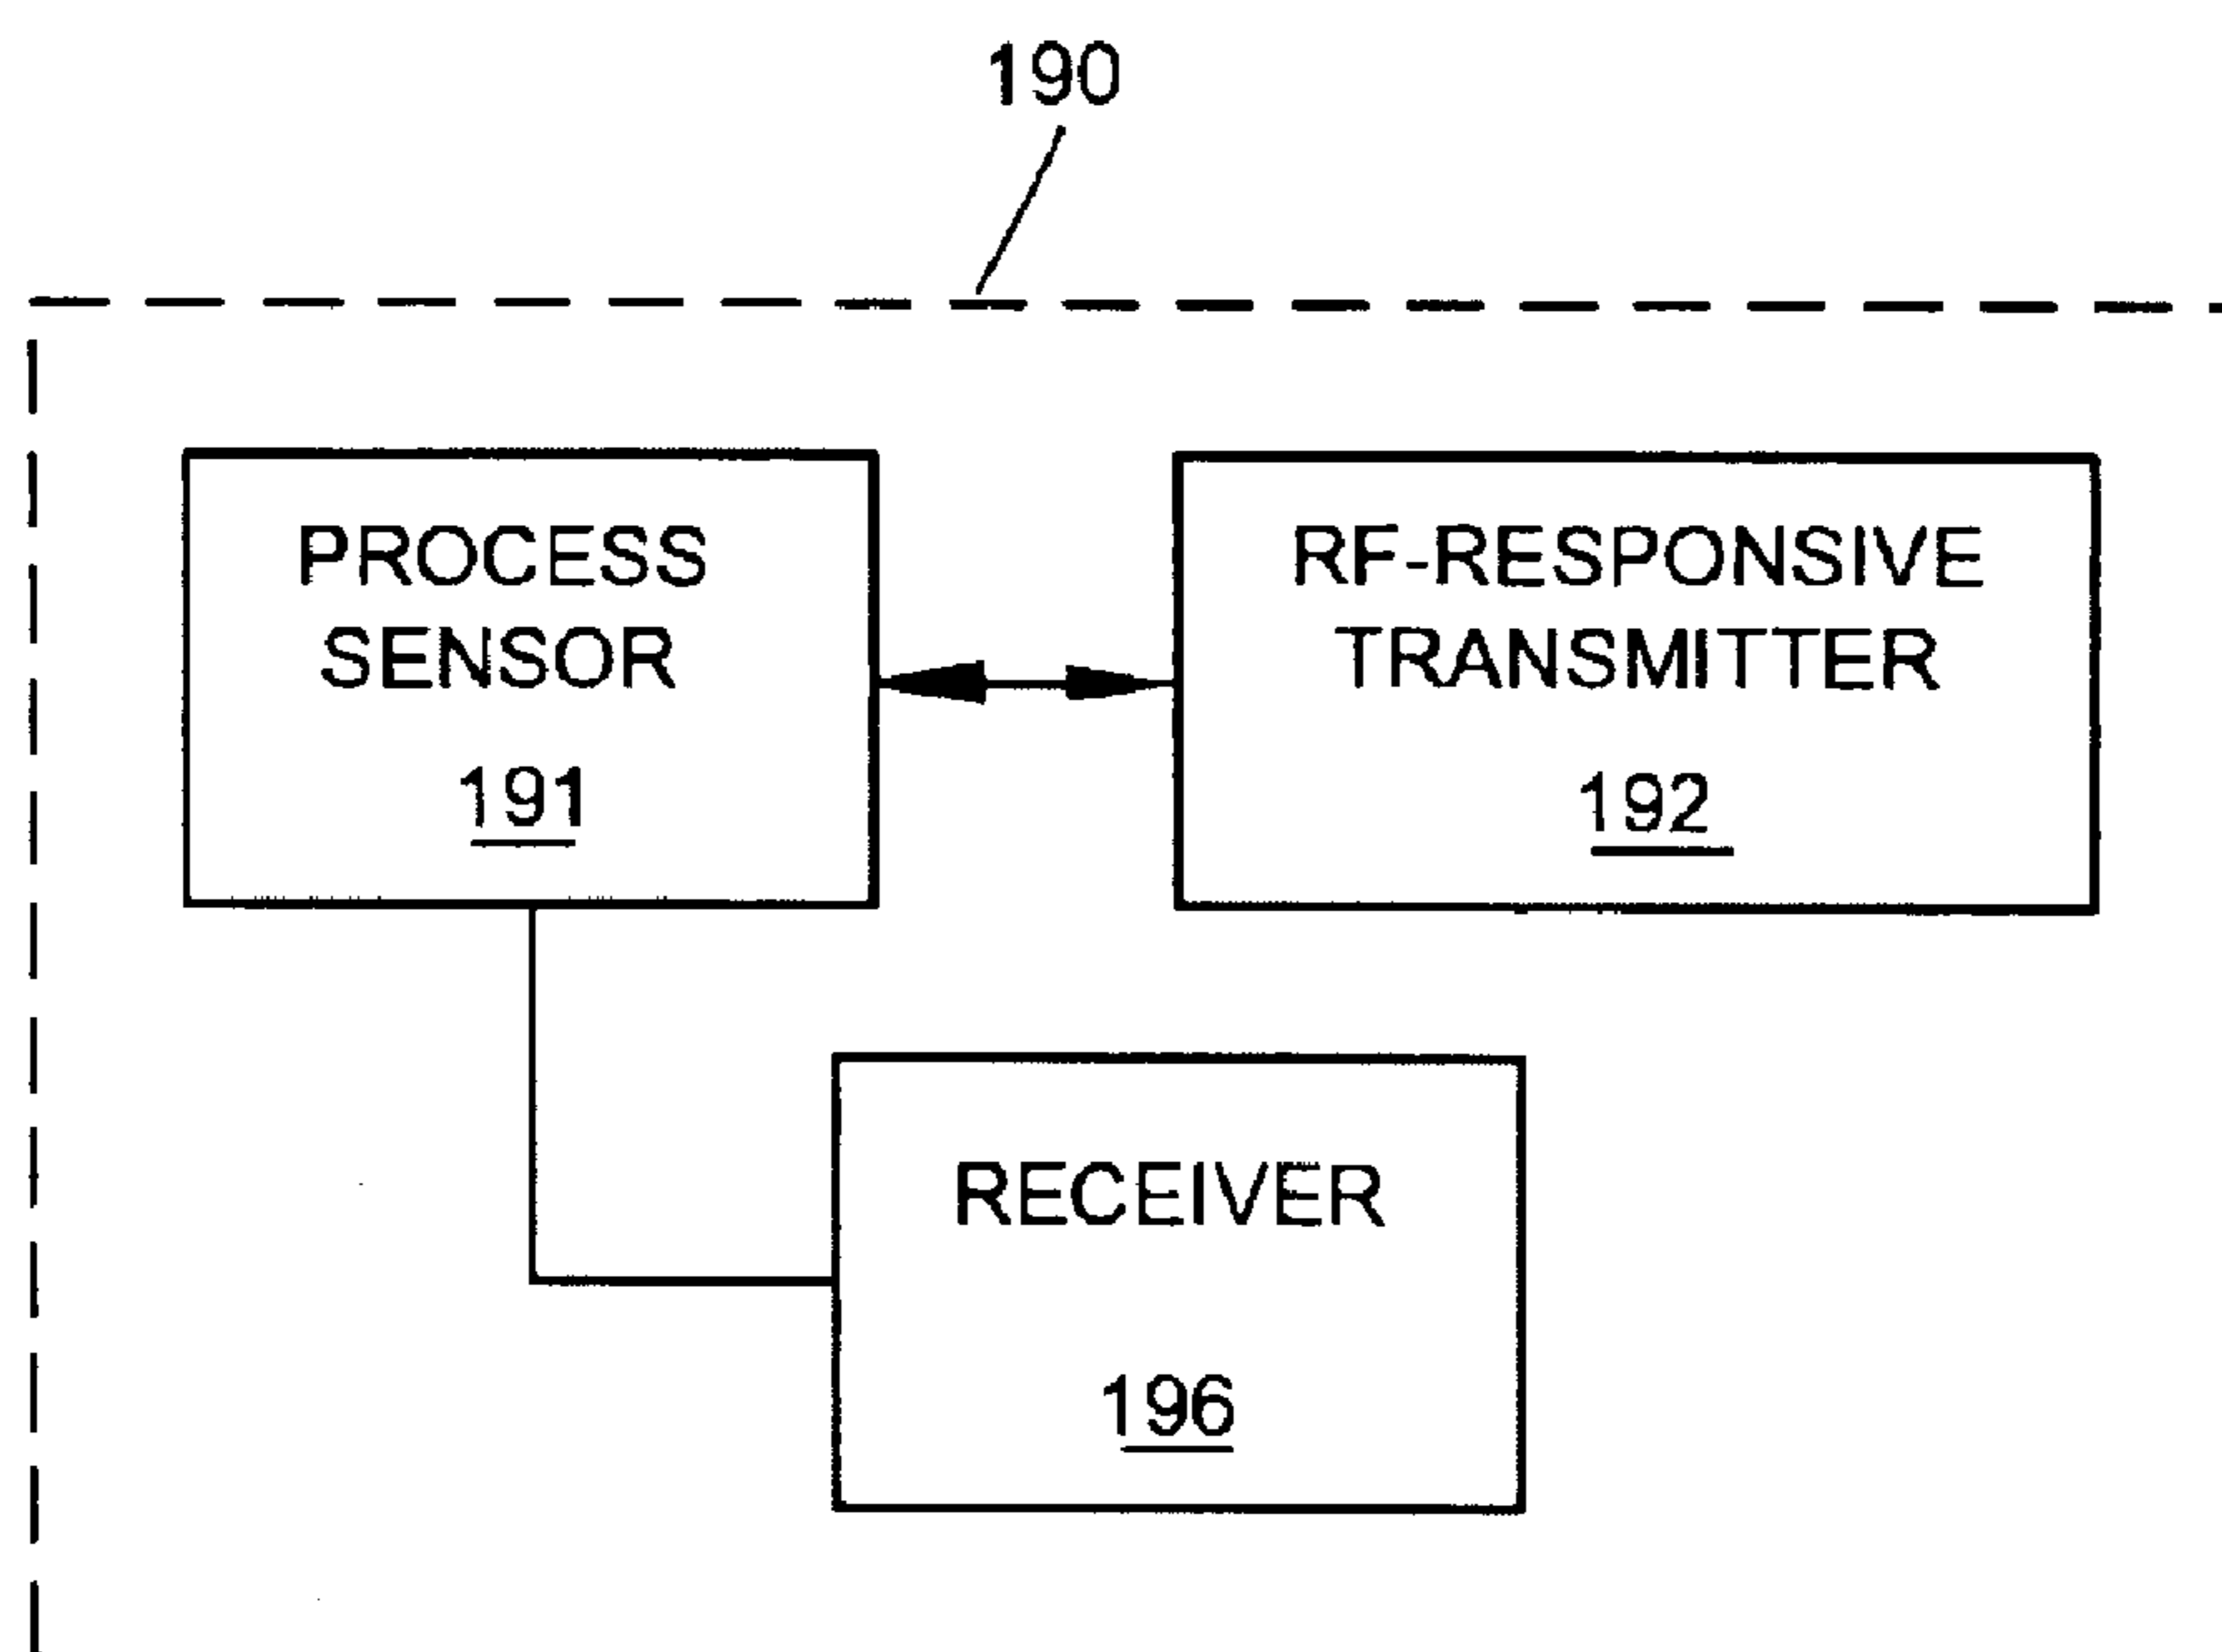 190
PROCESS
SENSOR
191
RF-RESPONSIVE
TRANSMITTER
192
RECEIVER
196